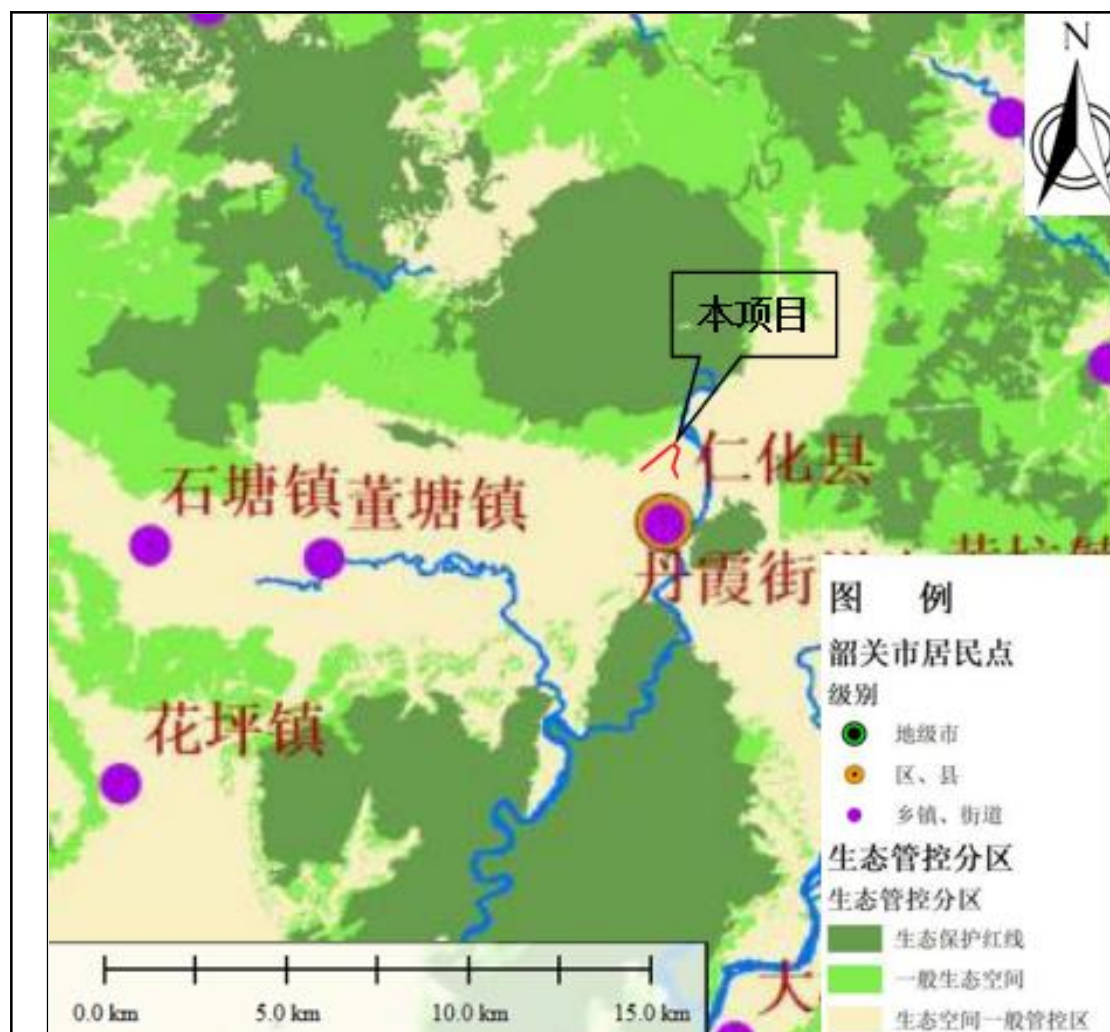 N
本项目
仁化县
石塘镇
董塘镇
丹霞街
花坪镇
大
图 例
韶关市居民点
级别
地级市
区、县
乡镇、街道
生态管控分区
生态管控分区
生态保护红线
一般生态空间
生态空间一般管控区
0.0 km
5.0 km
10.0 km
15.0 km